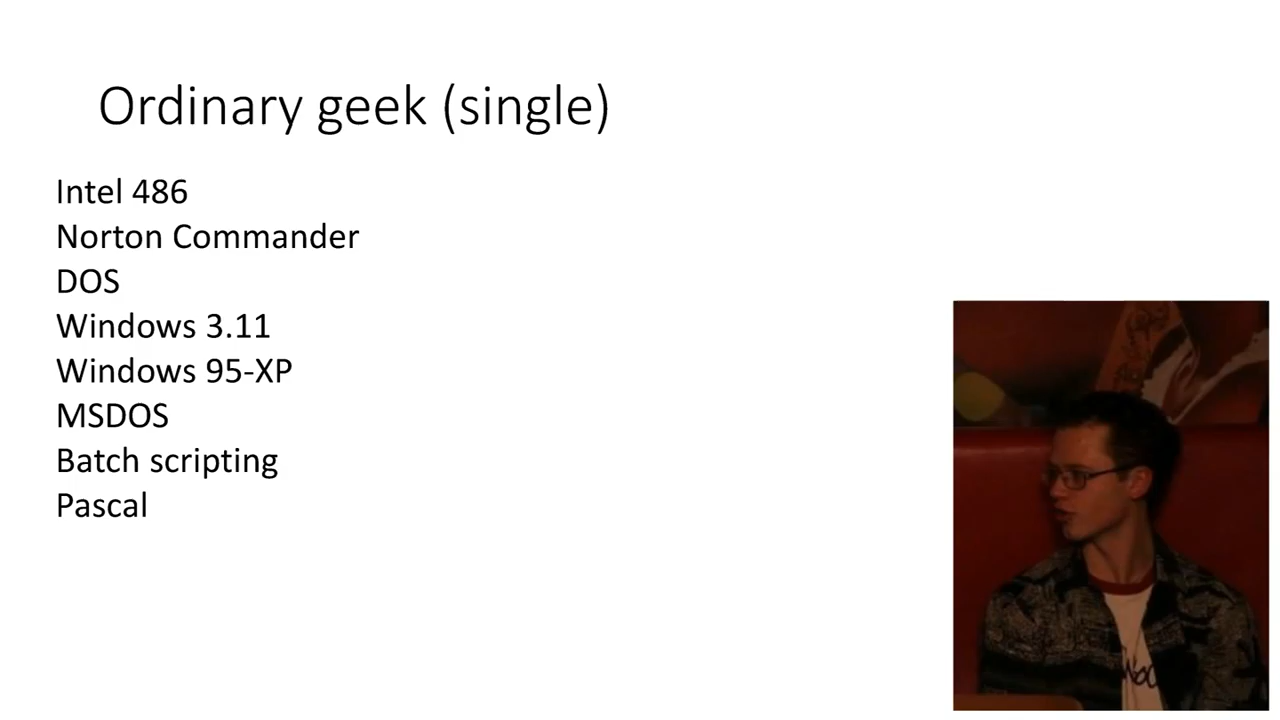 Ordinary geek (single)
Intel 486
Norton Commander
DOS
Windows 3.11
Windows 95-XP
MSDOS
Batch scripting
Pascal